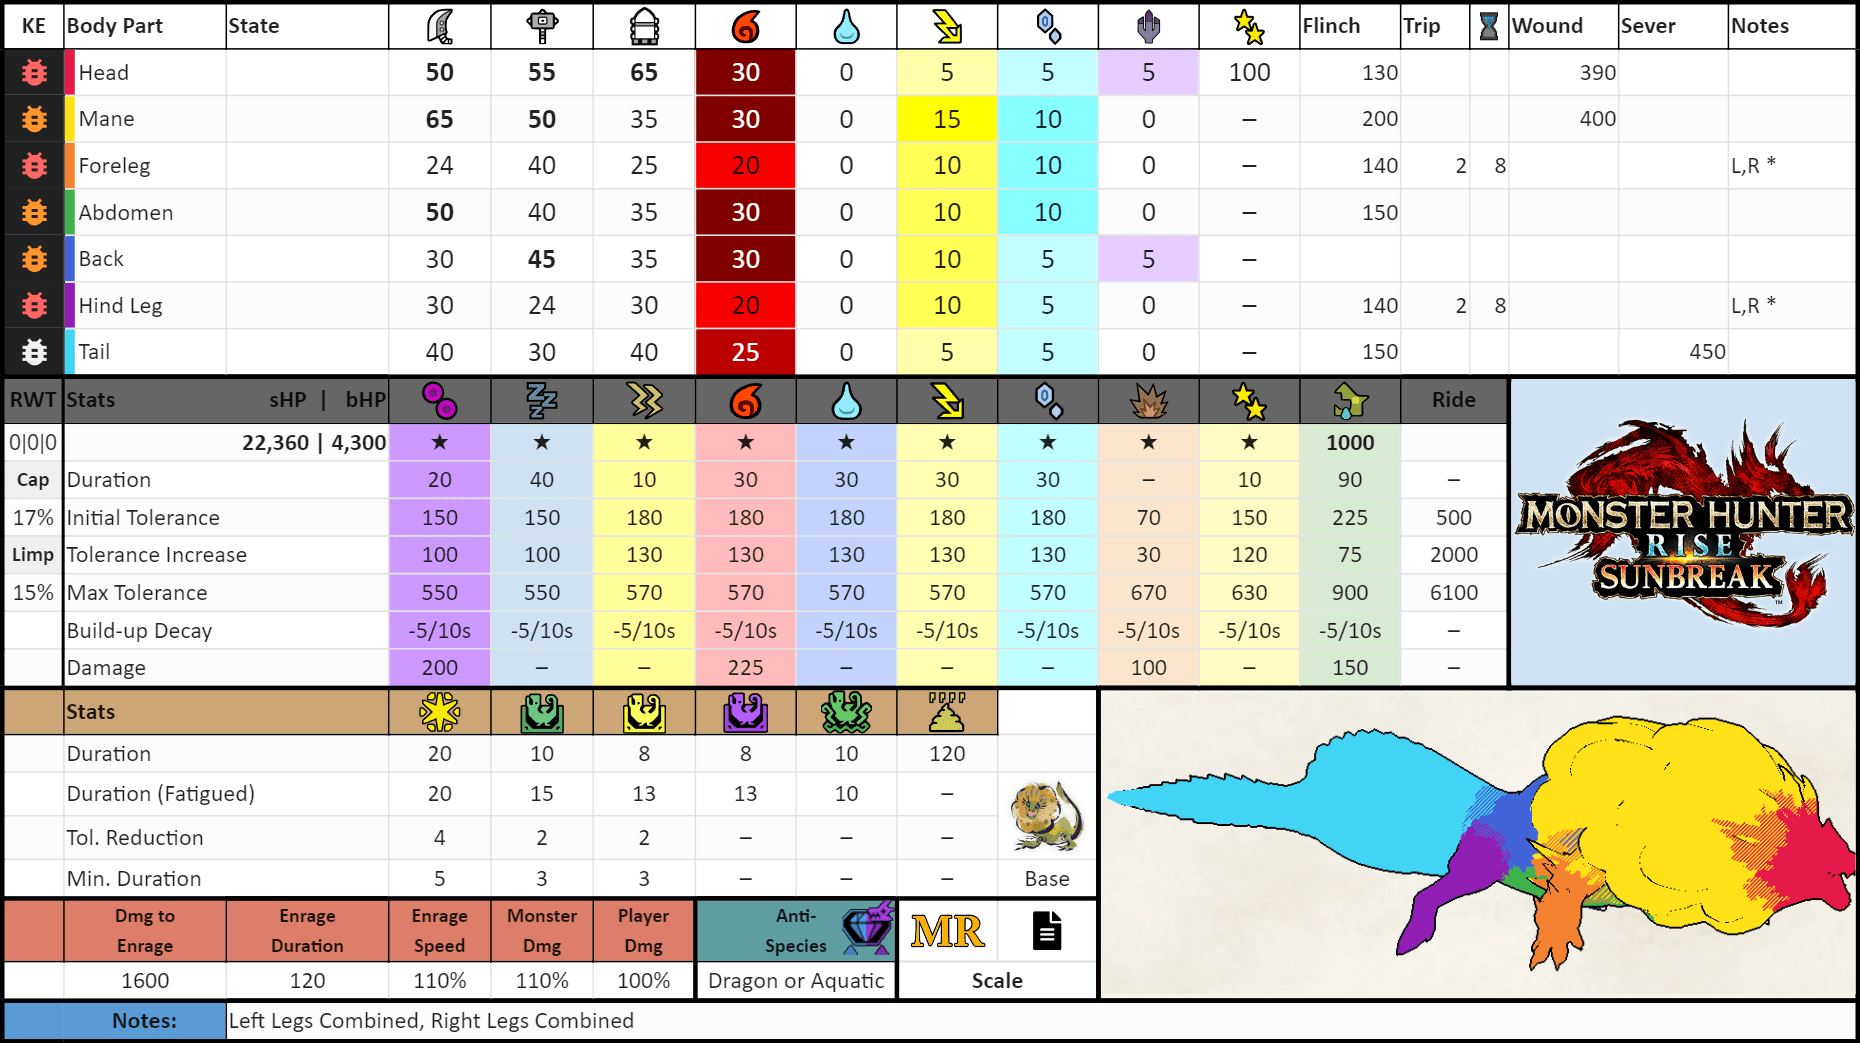 KE Body Part State Flinch Trip Wound Sever Notes
Head 50 55 65 30 0 5 5 5 100 130 390
Mane 65 50 35 30 0 15 10 0 – 200 400
Foreleg 24 40 25 20 0 10 10 0 – 140 2 8 L,R *
Abdomen 50 40 35 30 0 10 10 0 – 150
Back 30 45 35 30 0 10 5 5 –
Hind Leg 30 24 30 20 0 10 5 0 – 140 2 8 L,R *
Tail 40 30 40 25 0 5 5 0 – 150 450
RWT Stats sHP | bHP Ride
0|0|0 22,360 | 4,300 ★ ★ ★ ★ ★ ★ ★ ★ ★ 1000
Cap Duration 20 40 10 30 30 30 30 – 10 90 –
17% Initial Tolerance 150 150 180 180 180 180 180 70 150 225 500
Limp Tolerance Increase 100 100 130 130 130 130 130 30 120 75 2000
15% Max Tolerance 550 550 570 570 570 570 570 670 630 900 6100
Build-up Decay -5/10s -5/10s -5/10s -5/10s -5/10s -5/10s -5/10s -5/10s -5/10s -5/10s –
Damage 200 – – 225 – – – 100 – 150 –
MONSTER HUNTER
RISE
SUNBREAK
™
Stats
Duration 20 10 8 8 10 120
Duration (Fatigued) 20 15 13 13 10 –
Tol. Reduction 4 2 2 – – –
Min. Duration 5 3 3 – – – Base
Dmg to Enrage Enrage Monster Player Anti-
Enrage Duration Speed Dmg Dmg Species MR
1600 120 110% 110% 100% Dragon or Aquatic Scale
Notes: Left Legs Combined, Right Legs Combined